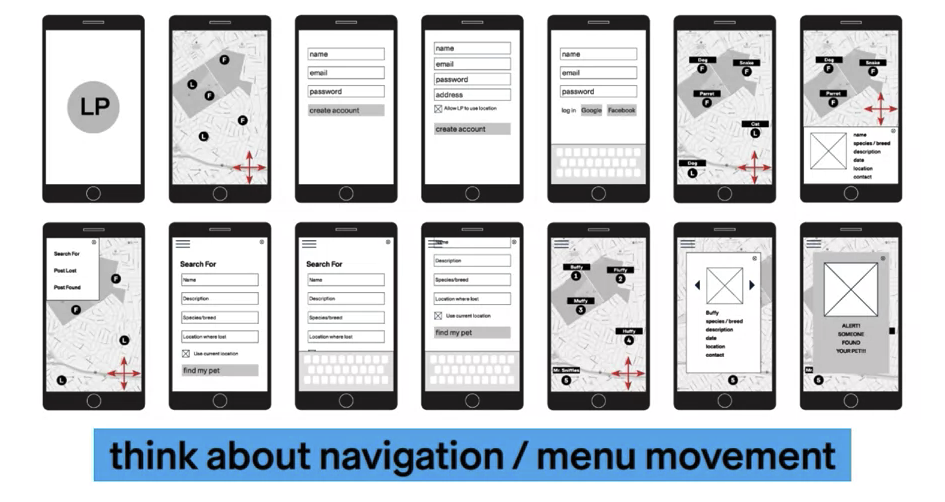 LP
F
L
F
F
L
name
email
password
create account
name
email
password
address
Allow LP to use location
create account
name
email
password
log in Google Facebook
Dog
F
Snake
F
Parrot
F
Cat
L
Dog
L
Dog
F
Snake
F
Parrot
F
name
species / breed
description
date
location
contact
Search For
Post Lost
Post Found
F
F
L
L
Search For
Name
Description
Species/breed
Location where lost
Use current location
find my pet
Search For
Name
Description
Species/breed
Location where lost
Name
Description
Species/breed
Location where lost
Use current location
find my pet
Buffy
1
Fluffy
2
Muffy
3
Huffy
4
Mr. Sniffles
5
Buffy
species / breed
description
date
location
contact
5
ALERT!
SOMEONE
FOUND
YOUR PET!!!
5
think about navigation / menu movement